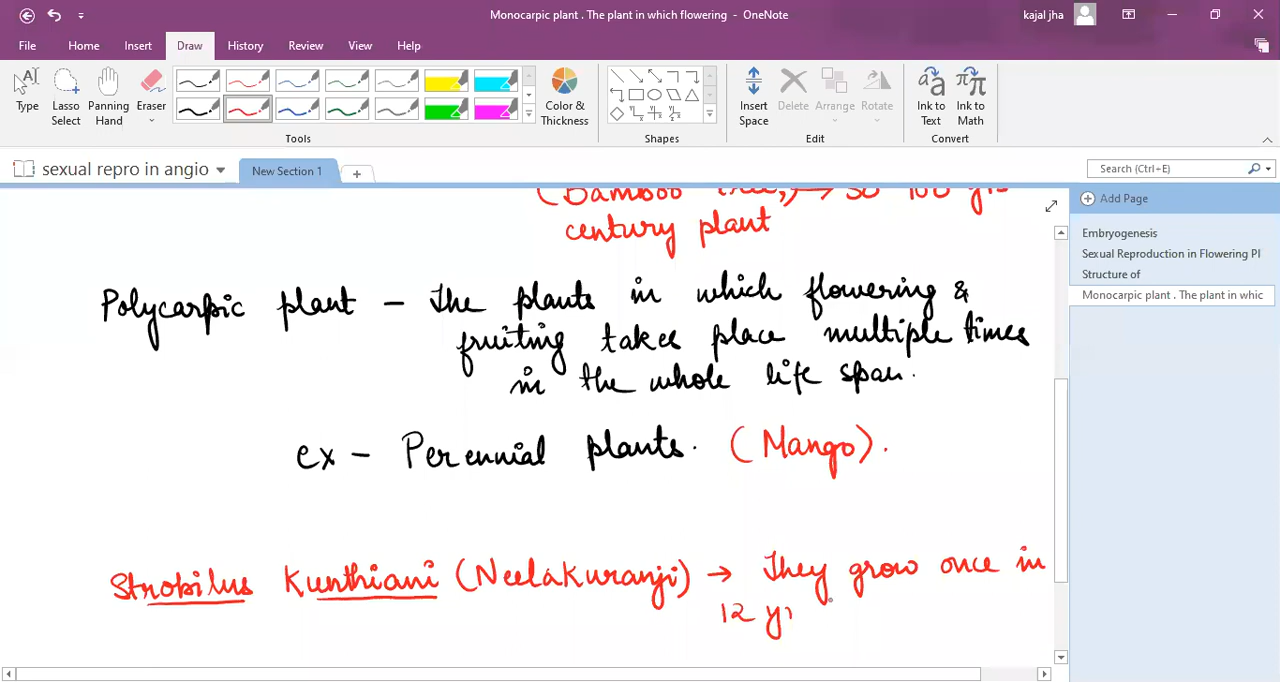 Monocarpic plant . The plant in which flowering - OneNote
kajal jha
File Home Insert Draw History Review View Help
Type
Lasso Select
Panning Hand
Eraser
Color & Thickness
Insert Space
Delete
Arrange
Rotate
Ink to Text
Ink to Math
Tools
Shapes
Edit
Convert
sexual repro in angio
New Section 1
Search (Ctrl+E)
Add Page
Embryogenesis
Sexual Reproduction in Flowering Pl
Structure of
Monocarpic plant . The plant in whic
(Bamboo tree,) → 50 100 yrs
century plant
Polycarpic plant - The plants in which flowering &
fruiting takes place multiple times
in the whole life span.
ex - Perennial plants. (Mango).
Strobilus Kunthiani (Neelakuranji) → They grow once in
12 yr